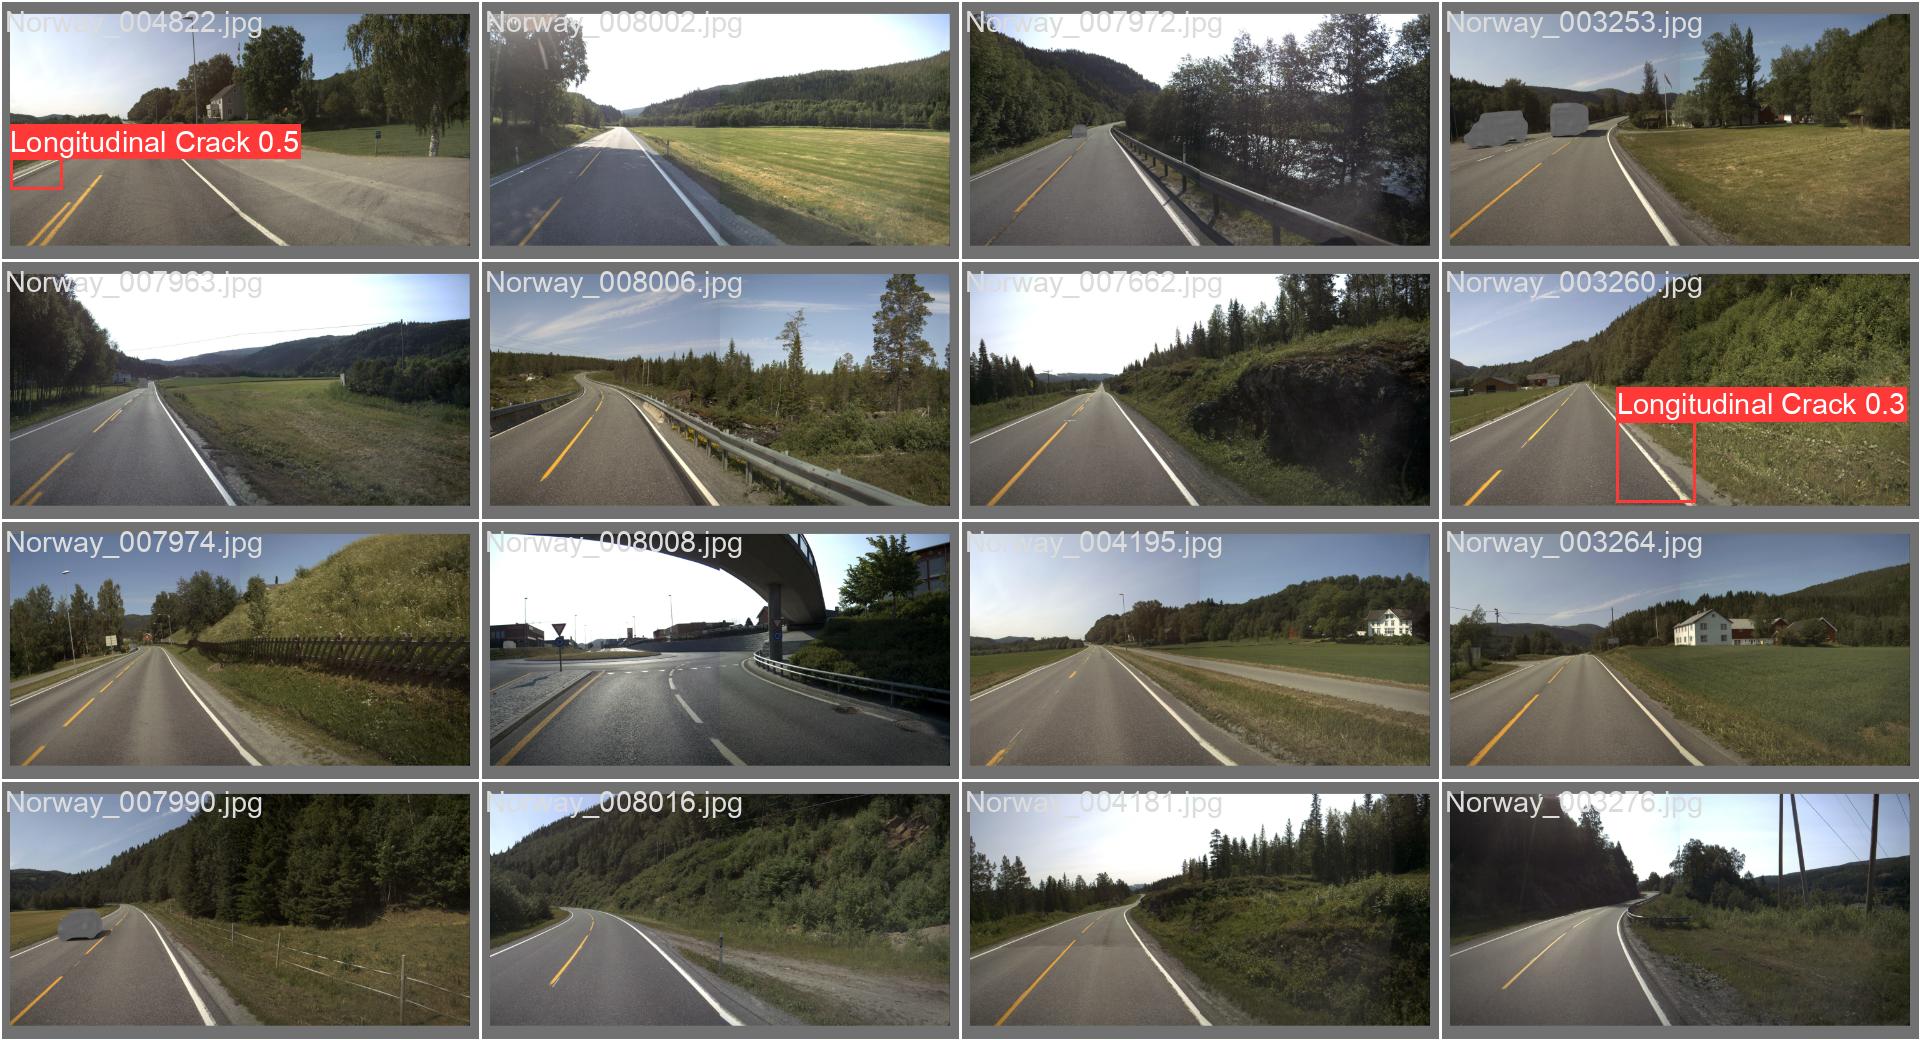 Norway_004822.jpg
Norway_008002.jpg
Norway_007972.jpg
Norway_003253.jpg
Longitudinal Crack 0.5
Norway_007963.jpg
Norway_008006.jpg
Norway_007662.jpg
Norway_003260.jpg
Longitudinal Crack 0.3
Norway_007974.jpg
Norway_008008.jpg
Norway_004195.jpg
Norway_003264.jpg
Norway_007990.jpg
Norway_008016.jpg
Norway_004181.jpg
Norway_003276.jpg